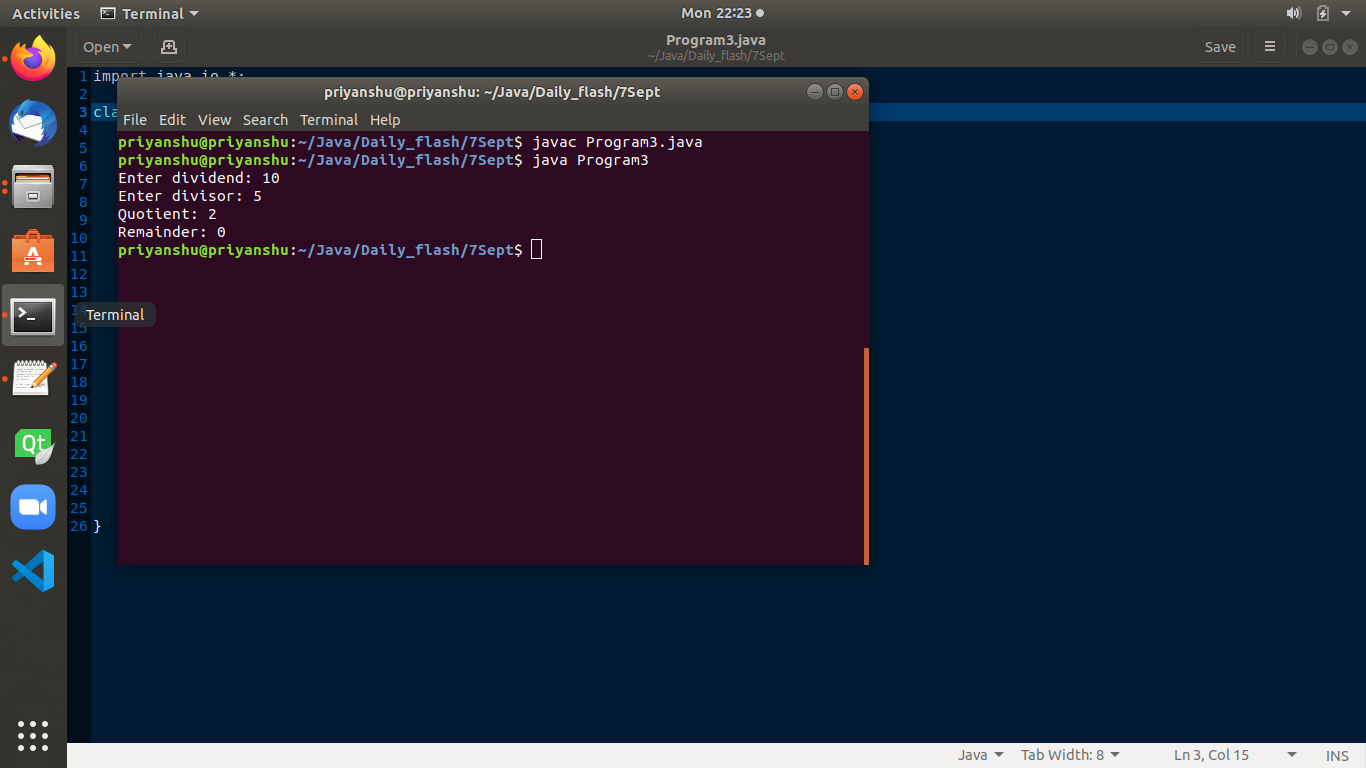 Activities Terminal Mon 22:23
Open Program3.java Save
~/Java/Daily_flash/7Sept
1 import java.io.*;
2
3 cla
4
5
6
7
8
9
10
11
12
13
15
16
17
18
19
20
21
22
23
24
25
26 }
priyanshu@priyanshu: ~/Java/Daily_flash/7Sept
File Edit View Search Terminal Help
priyanshu@priyanshu:~/Java/Daily_flash/7Sept$ javac Program3.java
priyanshu@priyanshu:~/Java/Daily_flash/7Sept$ java Program3
Enter dividend: 10
Enter divisor: 5
Quotient: 2
Remainder: 0
priyanshu@priyanshu:~/Java/Daily_flash/7Sept$
Terminal
Qt
Java Tab Width: 8 Ln 3, Col 15 INS